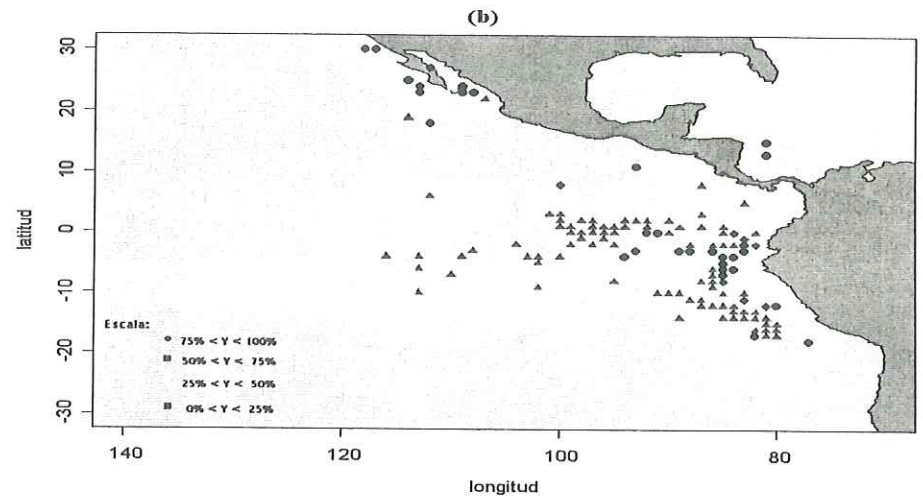 (b)
30
20
10
0
-10
-20
-30
latitud
Escala:
75% < Y < 100%
50% < Y < 75%
25% < Y < 50%
0% < Y < 25%
140 120 100 80
longitud